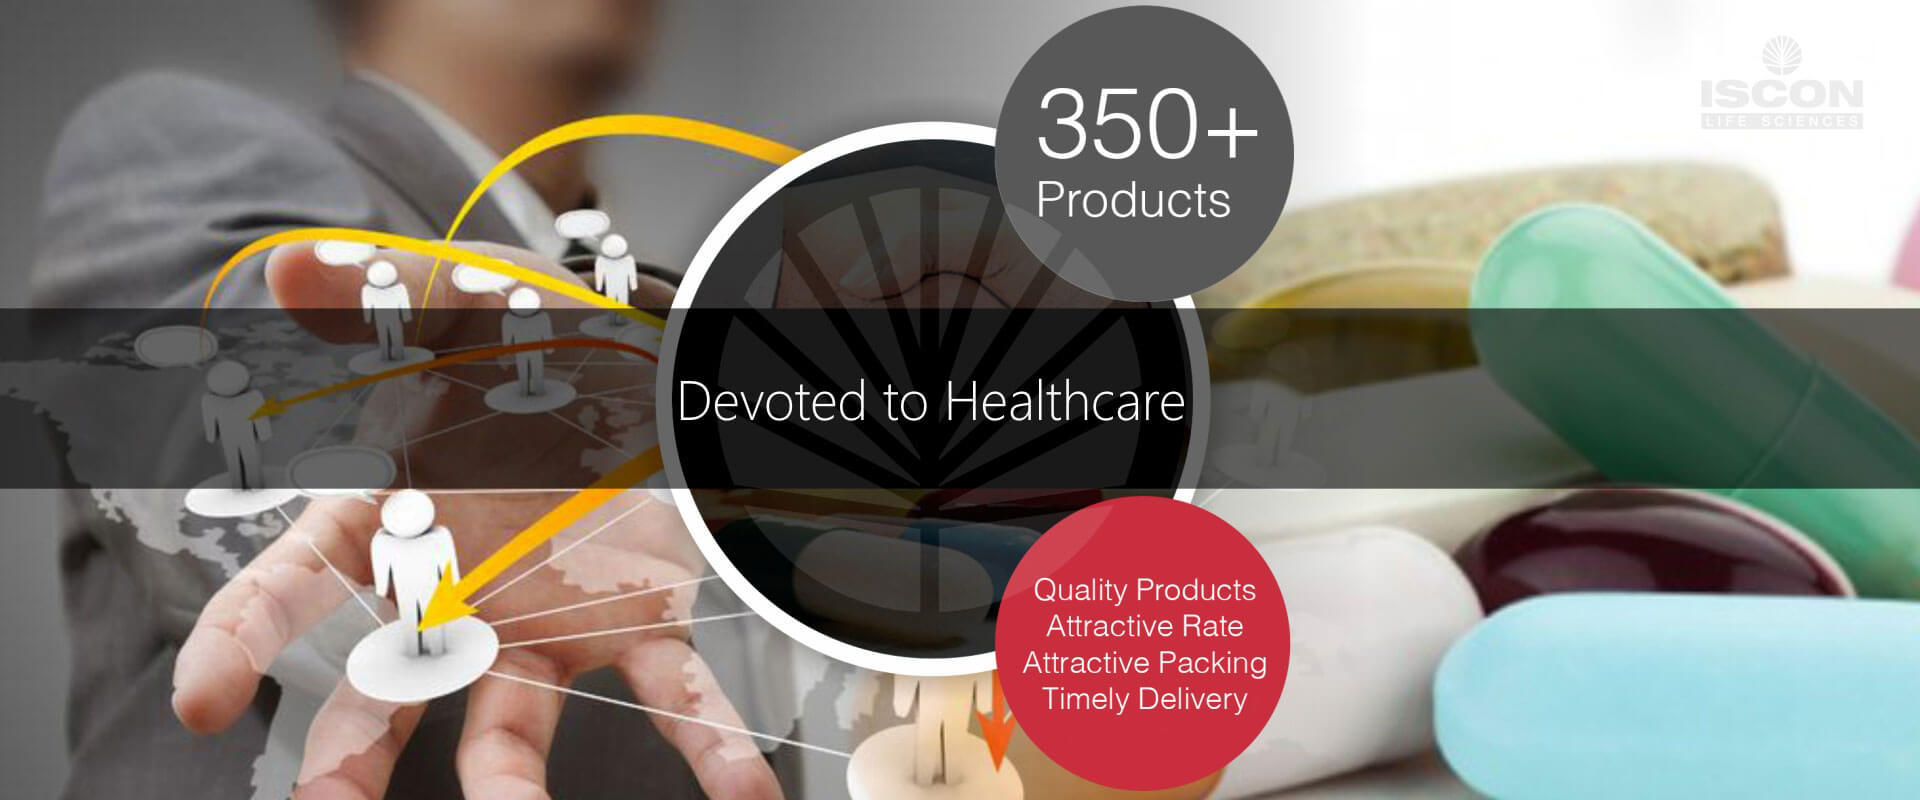 350+
Products
ISCON
LIFE SCIENCES
Devoted to Healthcare
Quality Products
Attractive Rate
Attractive Packing
Timely Delivery